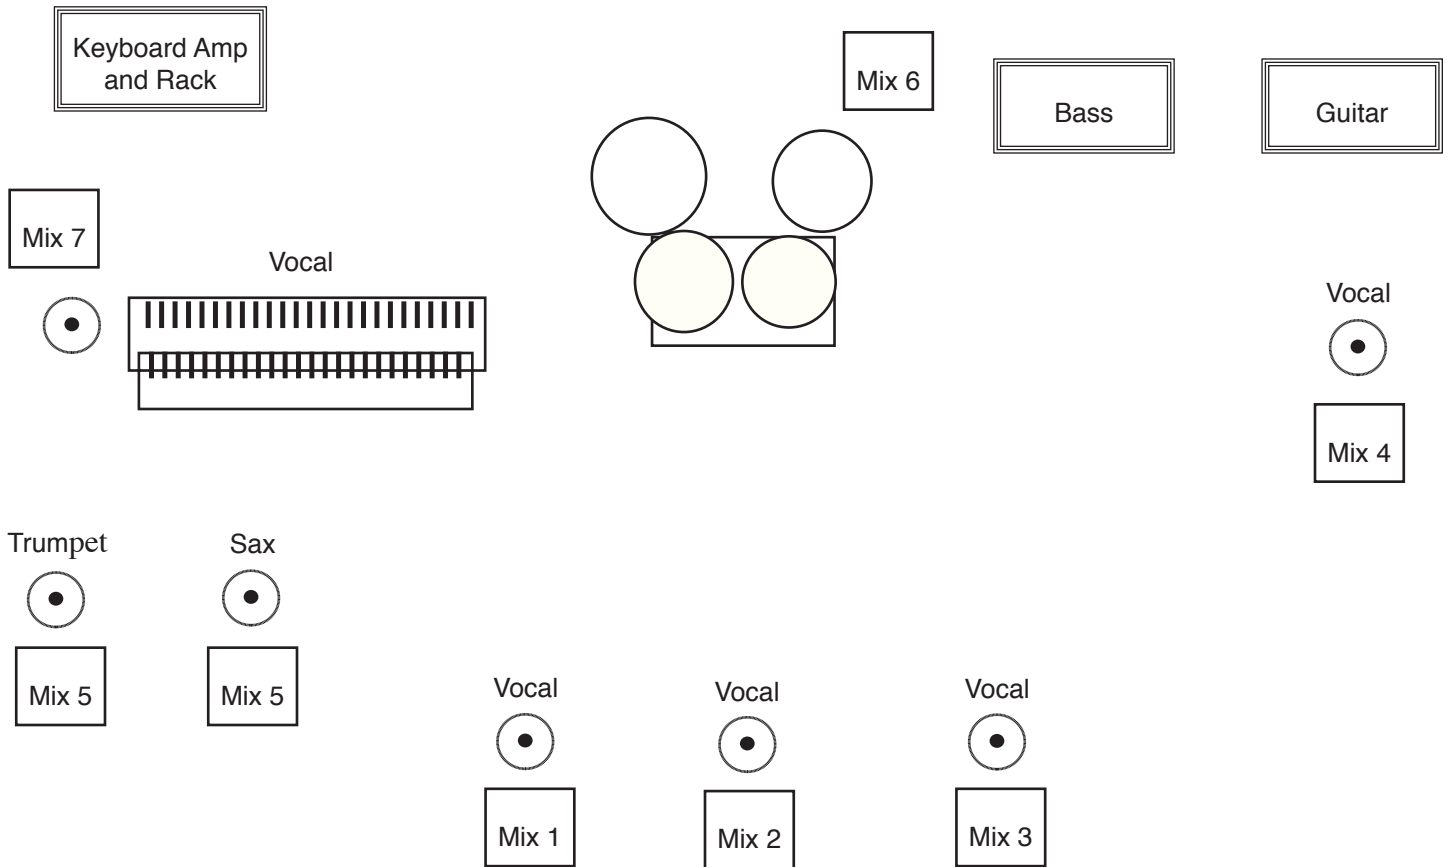 Keyboard Amp
and Rack
Mix 6
Bass
Guitar
Mix 7
Vocal
Vocal
Mix 4
Trumpet
Sax
Mix 5
Mix 5
Vocal
Vocal
Vocal
Mix 1
Mix 2
Mix 3